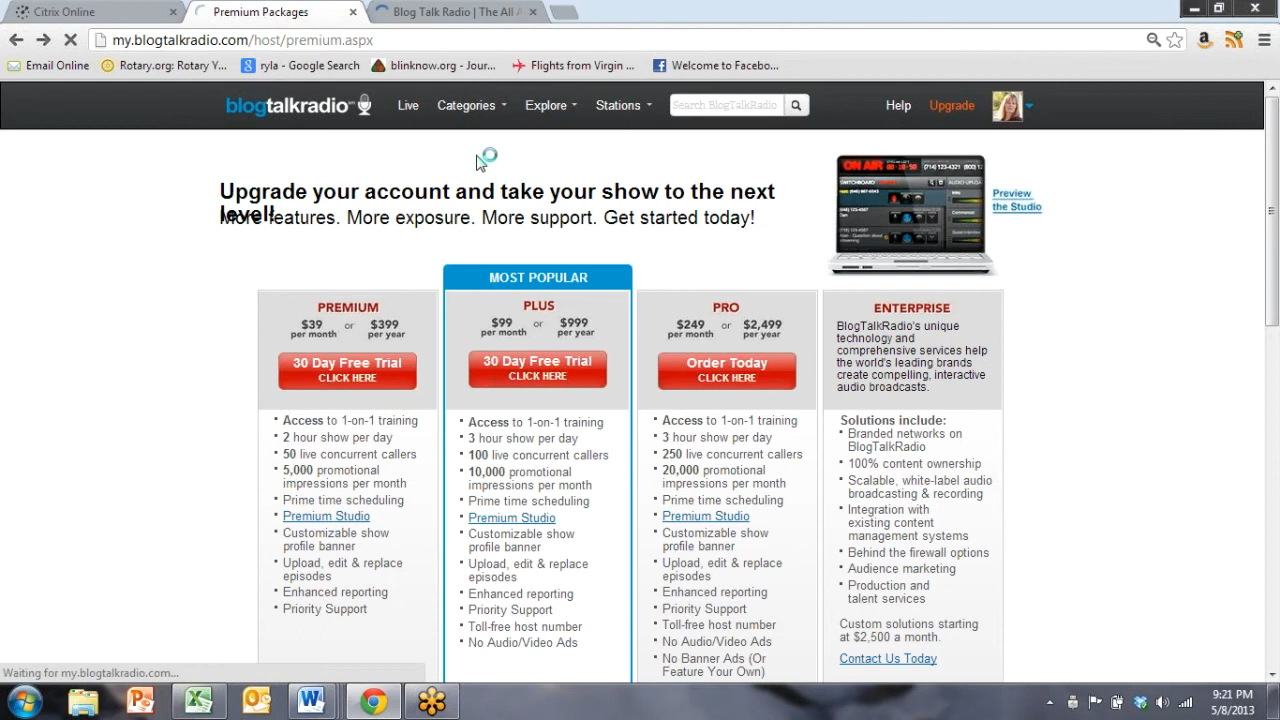 Citrix Online
Premium Packages
Blog Talk Radio | The All A
my.blogtalkradio.com/host/premium.aspx
Email Online
Rotary.org: Rotary Y...
ryla - Google Search
blinknow.org - Jour...
Flights from Virgin ...
Welcome to Facebo...
blogtalkradio
Live
Categories
Explore
Stations
Search BlogTalkRadio
Help
Upgrade
Upgrade your account and take your show to the next
level!
More features. More exposure. More support. Get started today!
ON AIR
Preview
the Studio
MOST POPULAR
PREMIUM
$39 or $399
per month per year
30 Day Free Trial
CLICK HERE
Access to 1-on-1 training
2 hour show per day
50 live concurrent callers
5,000 promotional
impressions per month
Prime time scheduling
Premium Studio
Customizable show
profile banner
Upload, edit & replace
episodes
Enhanced reporting
Priority Support
PLUS
$99 or $999
per month per year
30 Day Free Trial
CLICK HERE
Access to 1-on-1 training
3 hour show per day
100 live concurrent callers
10,000 promotional
impressions per month
Prime time scheduling
Premium Studio
Customizable show
profile banner
Upload, edit & replace
episodes
Enhanced reporting
Priority Support
Toll-free host number
No Audio/Video Ads
PRO
$249 or $2,499
per month per year
Order Today
CLICK HERE
Access to 1-on-1 training
3 hour show per day
250 live concurrent callers
20,000 promotional
impressions per month
Prime time scheduling
Premium Studio
Customizable show
profile banner
Upload, edit & replace
episodes
Enhanced reporting
Priority Support
Toll-free host number
No Audio/Video Ads
No Banner Ads (Or
Feature Your Own)
ENTERPRISE
BlogTalkRadio's unique
technology and
comprehensive services help
the world's leading brands
create compelling, interactive
audio broadcasts.
Solutions include:
Branded networks on
BlogTalkRadio
100% content ownership
Scalable, white-label audio
broadcasting & recording
Integration with
existing content
management systems
Behind the firewall options
Audience marketing
Production and
talent services
Custom solutions starting
at $2,500 a month.
Contact Us Today
Waiting for my.blogtalkradio.com...
9:21 PM
5/8/2013